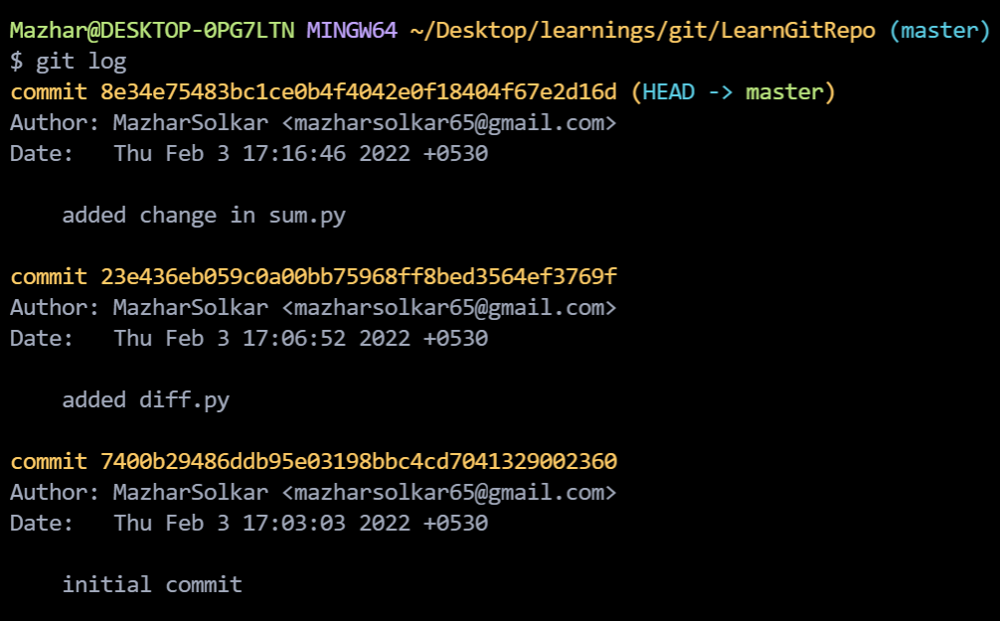 Mazhar@DESKTOP-0PG7LTN MINGW64 ~/Desktop/learnings/git/LearnGitRepo (master)
$ git log
commit 8e34e75483bc1ce0b4f4042e0f18404f67e2d16d (HEAD -> master)
Author: MazharSolkar <mazharsolkar65@gmail.com>
Date:   Thu Feb 3 17:16:46 2022 +0530
    added change in sum.py
commit 23e436eb059c0a00bb75968ff8bed3564ef3769f
Author: MazharSolkar <mazharsolkar65@gmail.com>
Date:   Thu Feb 3 17:06:52 2022 +0530
    added diff.py
commit 7400b29486ddb95e03198bbc4cd7041329002360
Author: MazharSolkar <mazharsolkar65@gmail.com>
Date:   Thu Feb 3 17:03:03 2022 +0530
    initial commit